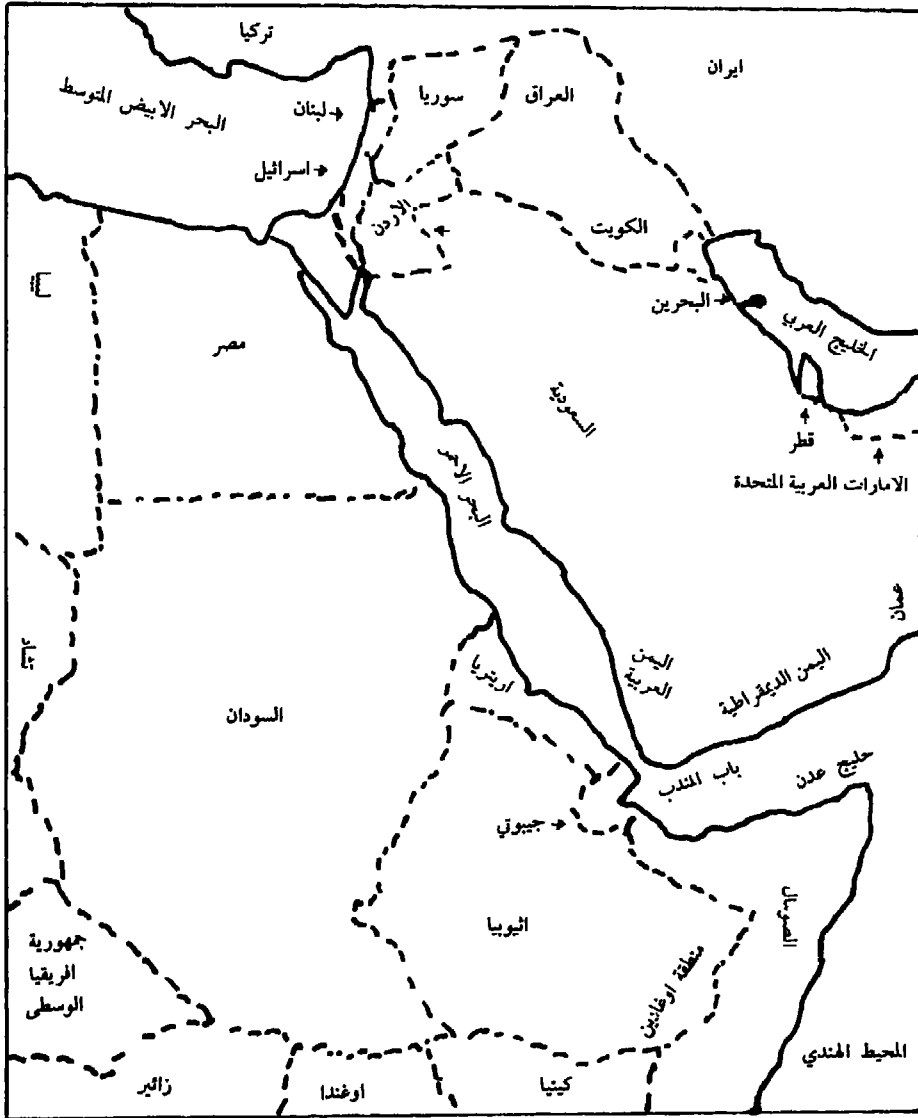 تركيا
ايران
سوريا
العراق
البحر الابيض المتوسط
لبنان
اسرائيل
الاردن
الكويت
ليبيا
البحرين
الخليج العربي
مصر
السعودية
قطر
الامارات العربية المتحدة
البحر الاحمر
عمان
تشاد
اليمن
العربية
اليمن الديمقراطية
اريتريا
السودان
خليج عدن
باب المندب
جيبوتي
الصومال
اثيوبيا
جمهورية
افريقيا
الوسطى
منطقة اوغادين
المحيط الهندي
زائير
اوغندا
كينيا